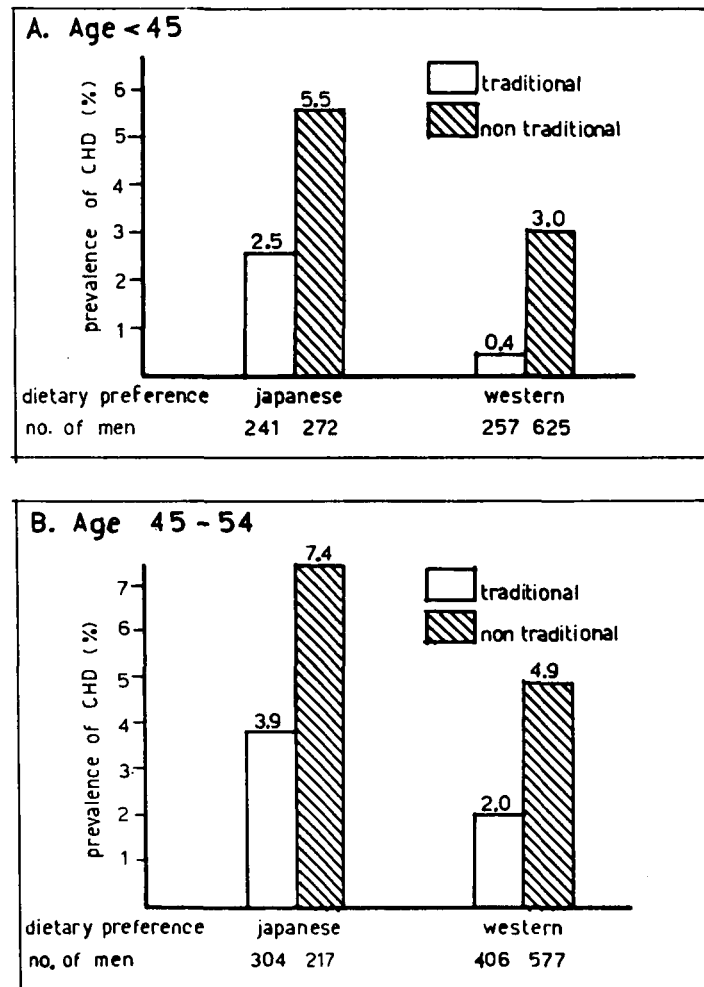 A. Age < 45
prevalence of CHD (%)
6
5
4
3
2
1
traditional
non traditional
2.5
5.5
0.4
3.0
dietary preference japanese western
no. of men 241 272 257 625
B. Age 45 - 54
prevalence of CHD (%)
7
6
5
4
3
2
1
traditional
non traditional
3.9
7.4
2.0
4.9
dietary preference japanese western
no. of men 304 217 406 577